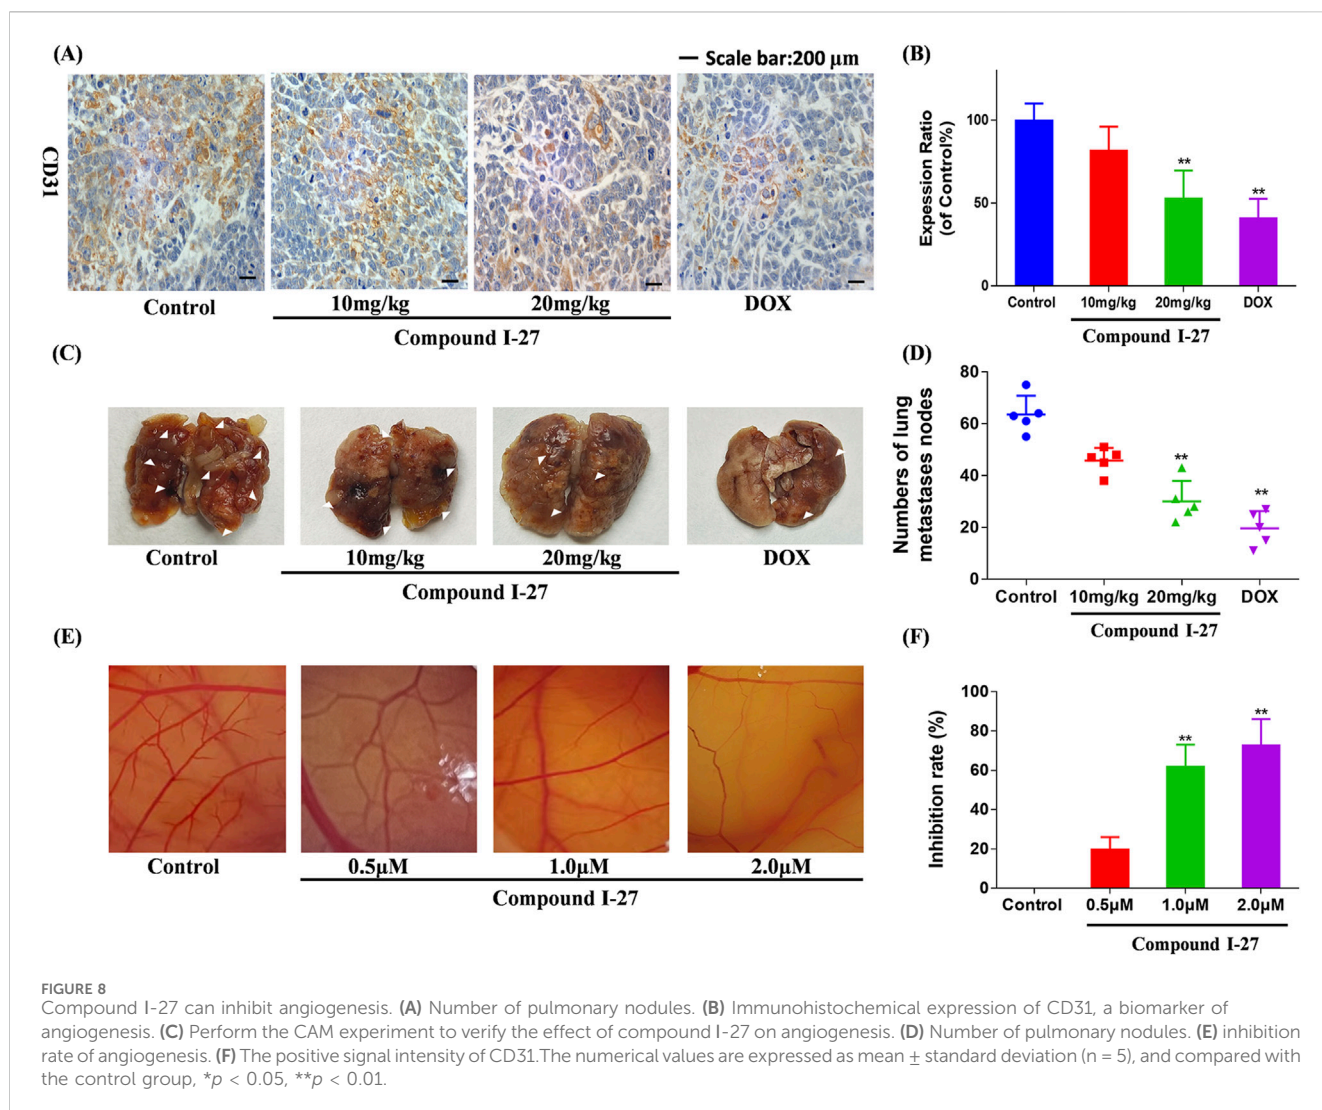 (A)
— Scale bar:200 μm
CD31
Control
10mg/kg
20mg/kg
DOX
Compound I-27
(B)
Expession Ratio
(of Control%)
100
50
0
**
**
Control
10mg/kg
20mg/kg
DOX
Compound I-27
(C)
Control
10mg/kg
20mg/kg
DOX
Compound I-27
(D)
Numbers of lung
metastases nodes
80
60
40
20
0
**
**
Control
10mg/kg
20mg/kg
DOX
Compound I-27
(E)
Control
0.5μM
1.0μM
2.0μM
Compound I-27
(F)
Inhibition rate (%)
100
80
60
40
20
0
**
**
Control
0.5μM
1.0μM
2.0μM
Compound I-27
FIGURE 8
Compound I-27 can inhibit angiogenesis. (A) Number of pulmonary nodules. (B) Immunohistochemical expression of CD31, a biomarker of
angiogenesis. (C) Perform the CAM experiment to verify the effect of compound I-27 on angiogenesis. (D) Number of pulmonary nodules. (E) inhibition
rate of angiogenesis. (F) The positive signal intensity of CD31.The numerical values are expressed as mean ± standard deviation (n = 5), and compared with
the control group, *p < 0.05, **p < 0.01.